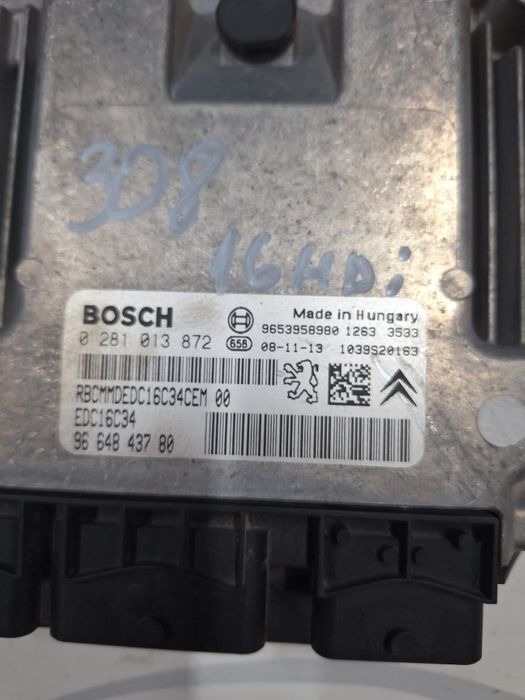 308
16HDi
BOSCH
Made in Hungary
9653958980 1263 3533
0 281 013 872
656 08-11-13 1039S20163
RBCMMDEDC16C34CEM 00
EDC16C34
96 648 437 80